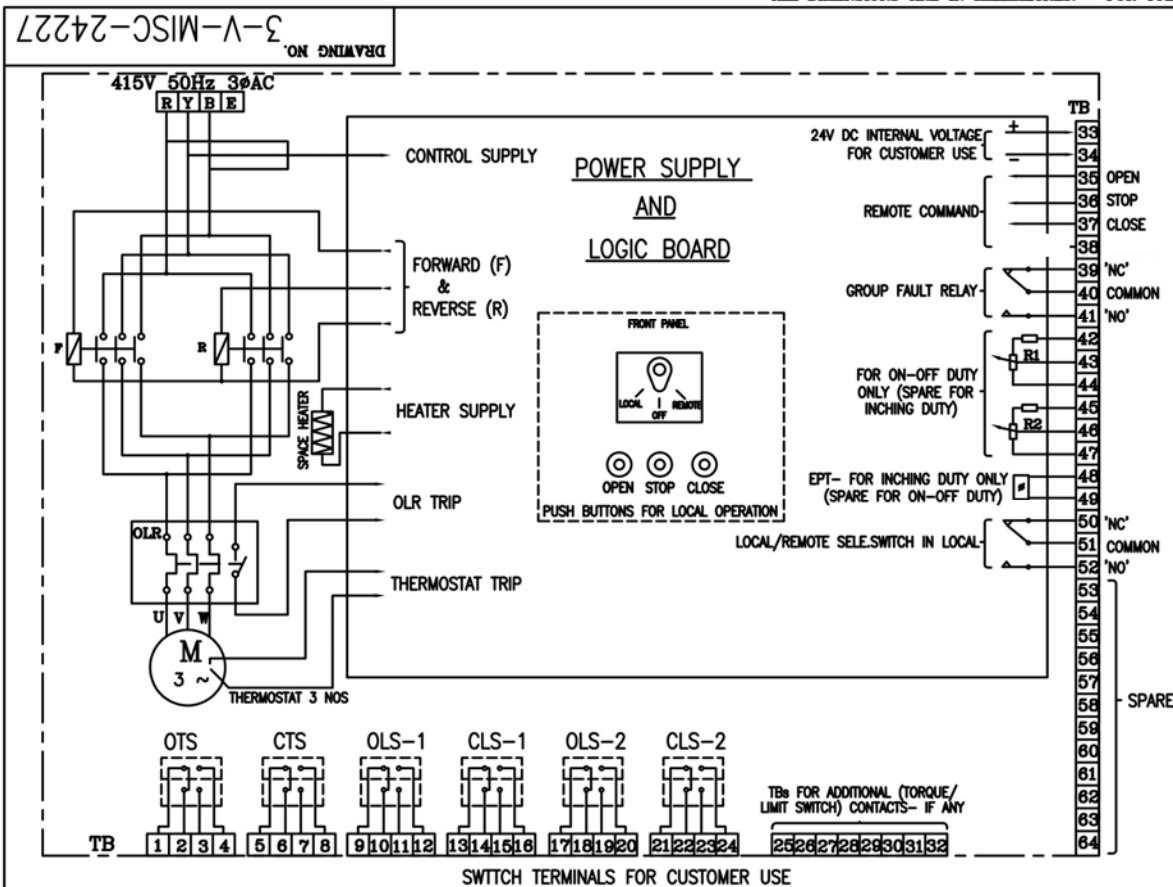 DRAWING NO. 3-V-MISC-24227
415V 50Hz 3øAC
R Y B E
CONTROL SUPPLY
FORWARD (F)
&
REVERSE (R)
F
R
HEATER SUPPLY
SPACE HEATER
OLR TRIP
OLR
THERMOSTAT TRIP
U V W
M
3 ~
THERMOSTAT 3 NOS
POWER SUPPLY
AND
LOGIC BOARD
FRONT PANEL
LOCAL OFF REMOTE
OPEN STOP CLOSE
PUSH BUTTONS FOR LOCAL OPERATION
TB
24V DC INTERNAL VOLTAGE
FOR CUSTOMER USE
+ 33
- 34
REMOTE COMMAND
35 OPEN
36 STOP
37 CLOSE
38
GROUP FAULT RELAY
39 'NC'
40 COMMON
41 'NO'
FOR ON-OFF DUTY
ONLY (SPARE FOR
INCHING DUTY)
42
R1 43
44
45
R2 46
47
EPT- FOR INCHING DUTY ONLY
(SPARE FOR ON-OFF DUTY)
48
49
LOCAL/REMOTE SELE.SWITCH IN LOCAL
50 'NC'
51 COMMON
52 'NO'
53
54
55
56
57
58 SPARE
59
60
61
62
63
64
OTS CTS OLS-1 CLS-1 OLS-2 CLS-2
TBs FOR ADDITIONAL (TORQUE/
LIMIT SWITCH) CONTACTS- IF ANY
TB 1 2 3 4 5 6 7 8 9 10 11 12 13 14 15 16 17 18 19 20 21 22 23 24 25 26 27 28 29 30 31 32
SWTTCH TERMINALS FOR CUSTOMER USE